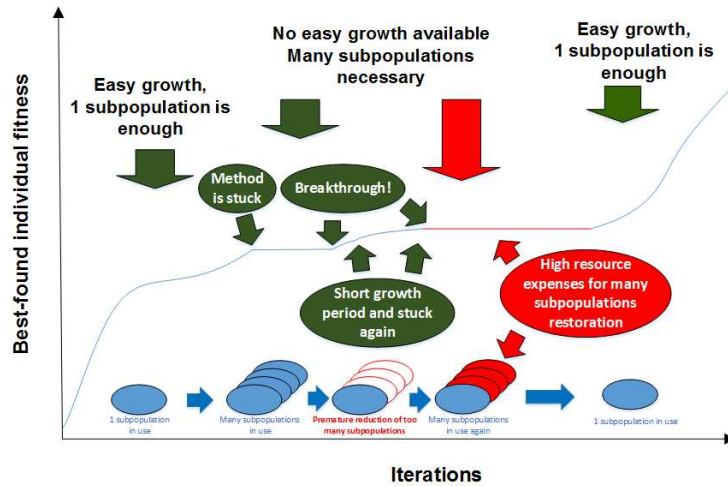 No easy growth available
Many subpopulations
necessary
Easy growth,
1 subpopulation is
enough
Easy growth,
1 subpopulation is
enough
Method
is stuck
Breakthrough!
Short growth
period and stuck
again
High resource
expenses for many
subpopulations
restoration
Best-found individual fitness
1 subpopulation
in use
Many subpopulations
in use
Premature reduction of too
many subpopulations
Many subpopulations
in use again
1 subpopulation in use
Iterations